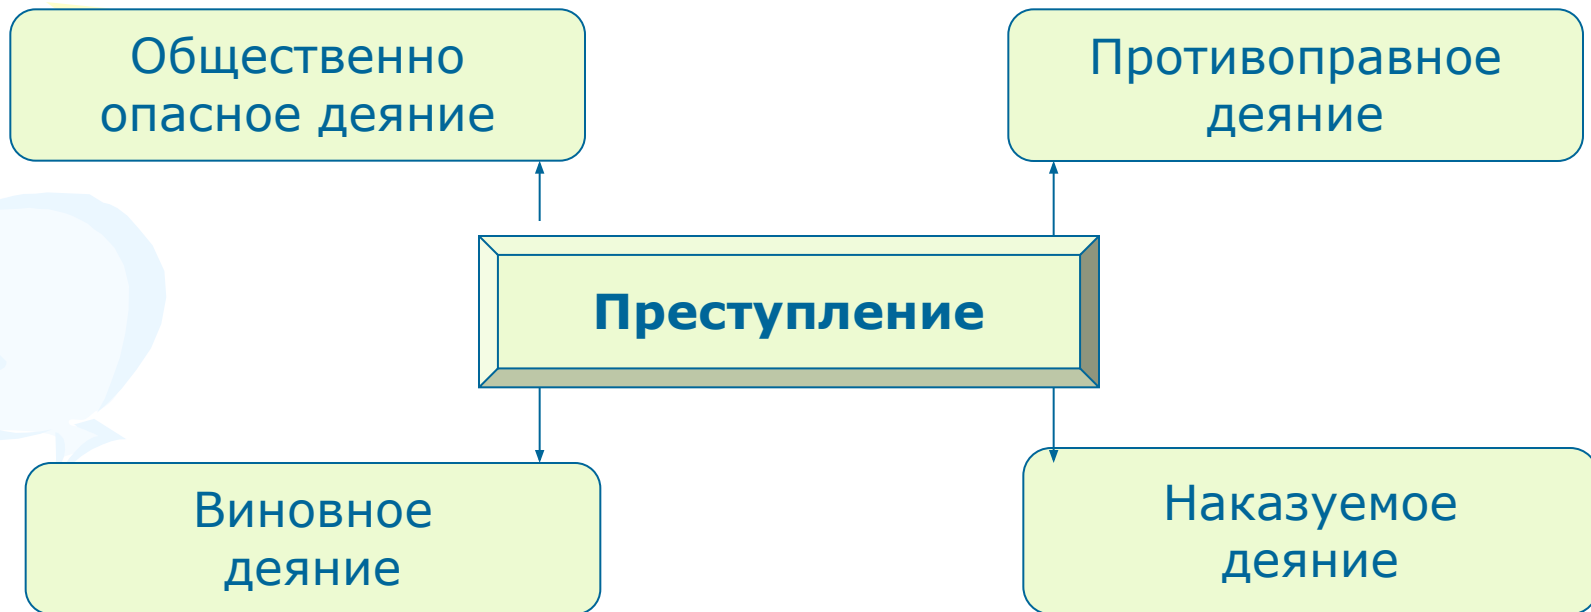 Общественно
опасное деяние
Противоправное
деяние
Преступление
Виновное
деяние
Наказуемое
деяние